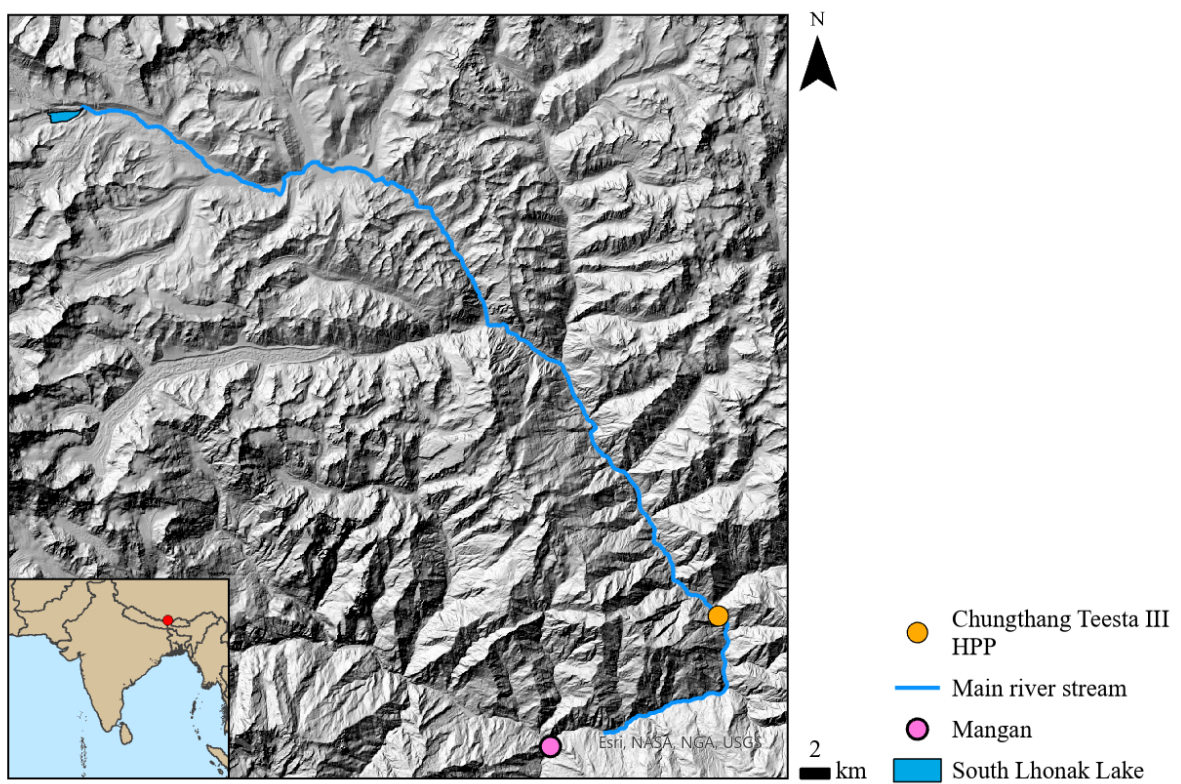 N
Esri, NASA, NGA, USGS
Chungthang Teesta III
HPP
Main river stream
Mangan
2
km
South Lhonak Lake